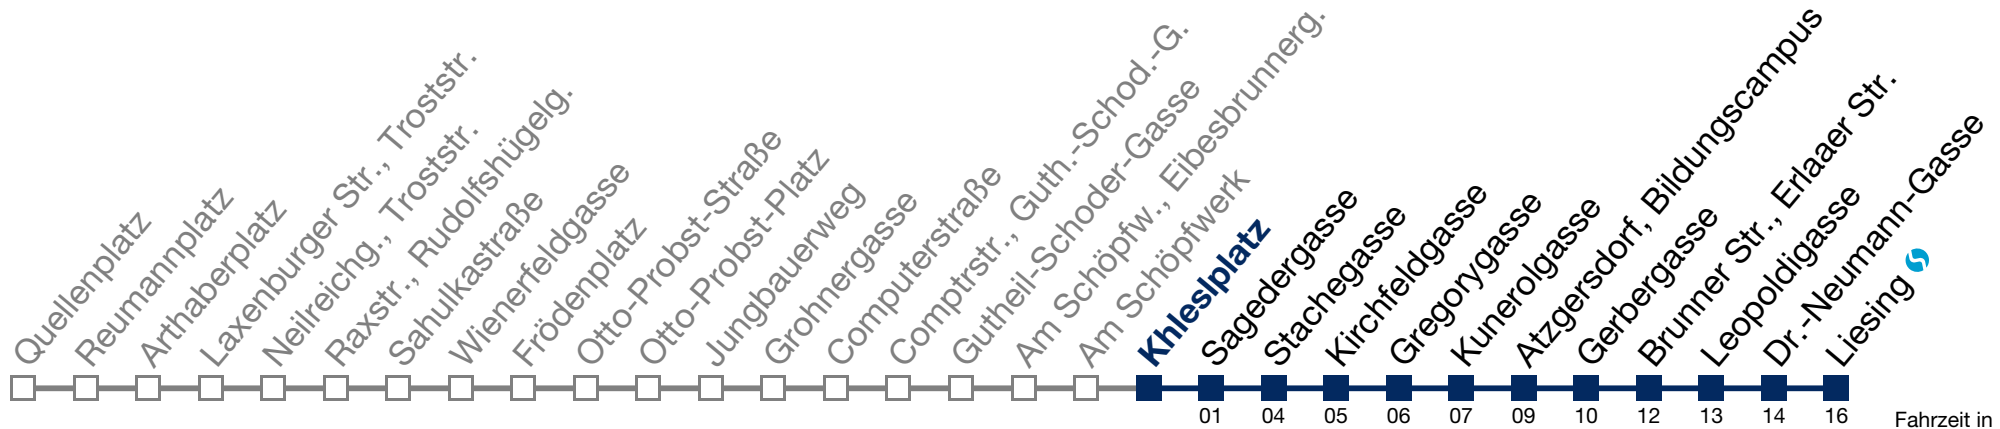 Quellenplatz
Reumannplatz
Arthaberplatz
Laxenburger Str., Troststr.
Neilreichg., Troststr.
Raxstr., Rudolfshügelg.
Sahulkastraße
Wienerfeldgasse
Frödenplatz
Otto-Probst-Straße
Otto-Probst-Platz
Jungbauerweg
Grohnergasse
Computerstraße
Comptrstr., Guth.-Schod.-G.
Gutheil-Schoder-Gasse
Am Schöpfw., Eibesbrunnerg.
Am Schöpfwerk
Khleslplatz
Sagedergasse
Stachegasse
Kirchfeldgasse
Gregorygasse
Kunerolgasse
Atzgersdorf, Bildungscampus
Gerbergasse
Brunner Str., Erlaaer Str.
Leopoldigasse
Dr.-Neumann-Gasse
Liesing
01 04 05 06 07 09 10 12 13 14 16
Fahrzeit in